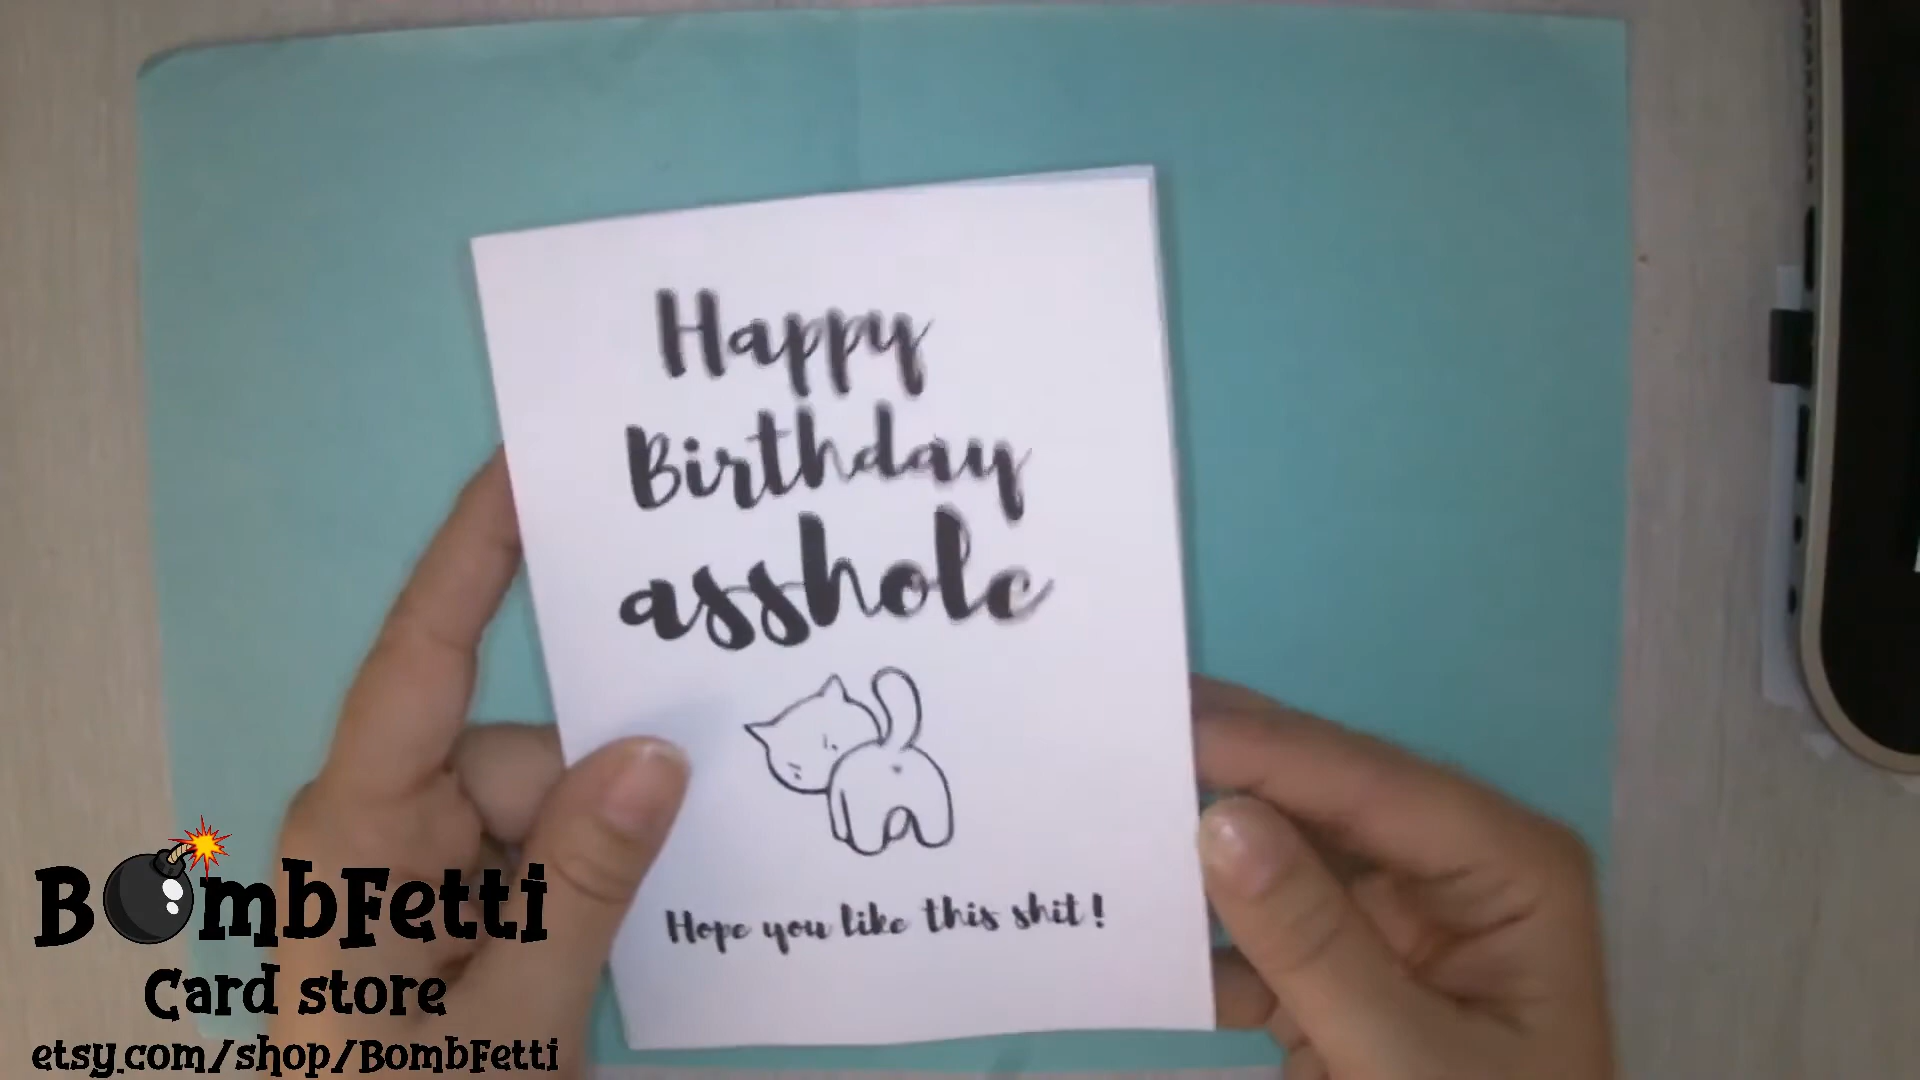 Happy
Birthday
asshole
Hope you like this shit!
BombFetti
Card store
etsy.com/shop/BombFetti